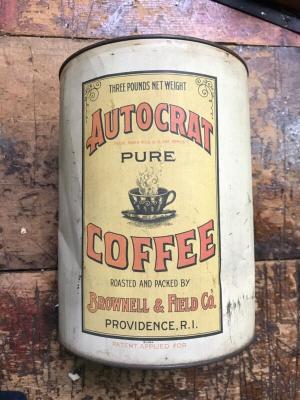 THREE POUNDS NET WEIGHT
AUTOCRAT
PURE
COFFEE
ROASTED AND PACKED BY
BROWNELL & FIELD CO.
PROVIDENCE, R.I.
PATENT APPLIED FOR